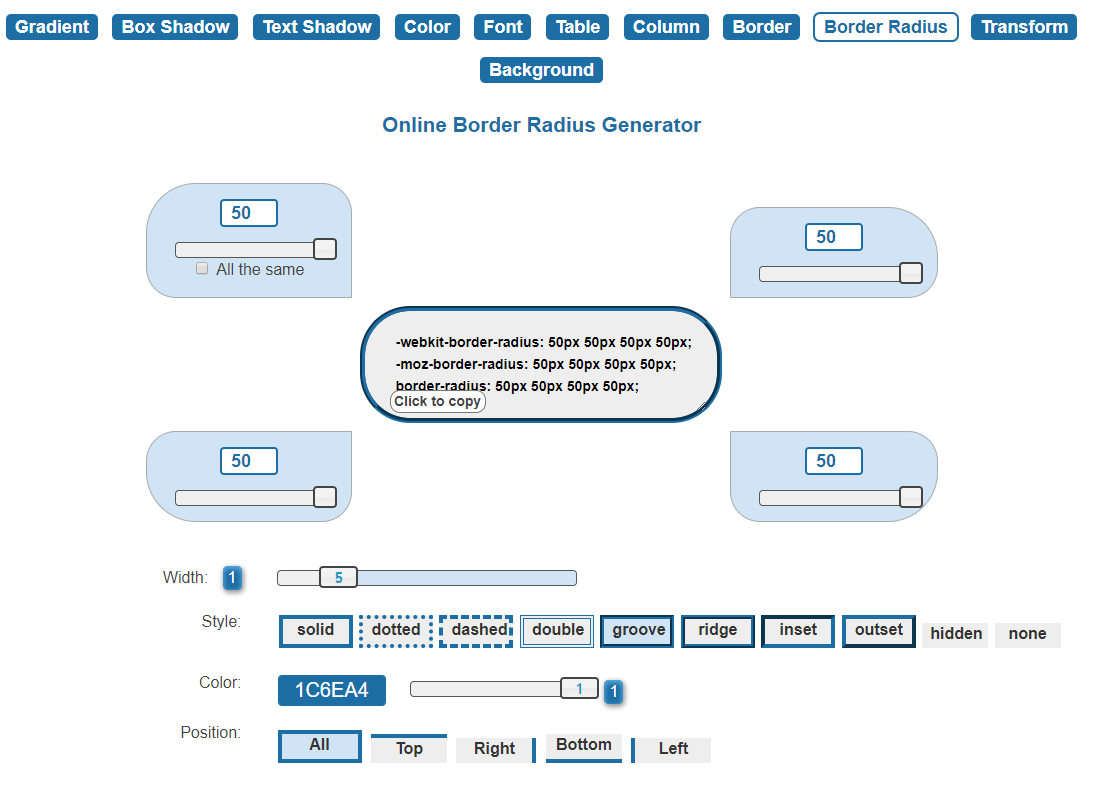 Gradient Box Shadow Text Shadow Color Font Table Column Border Border Radius Transform
Background
Online Border Radius Generator
50
All the same
50
-webkit-border-radius: 50px 50px 50px 50px;
-moz-border-radius: 50px 50px 50px 50px;
border-radius: 50px 50px 50px 50px;
Click to copy
50
50
Width: 1 5
Style: solid dotted dashed double groove ridge inset outset hidden none
Color: 1C6EA4 1 1
Position: All Top Right Bottom Left